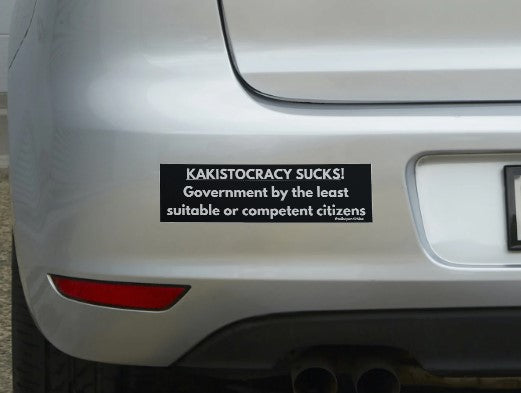 KAKISTOCRACY SUCKS!
Government by the least
suitable or competent citizens